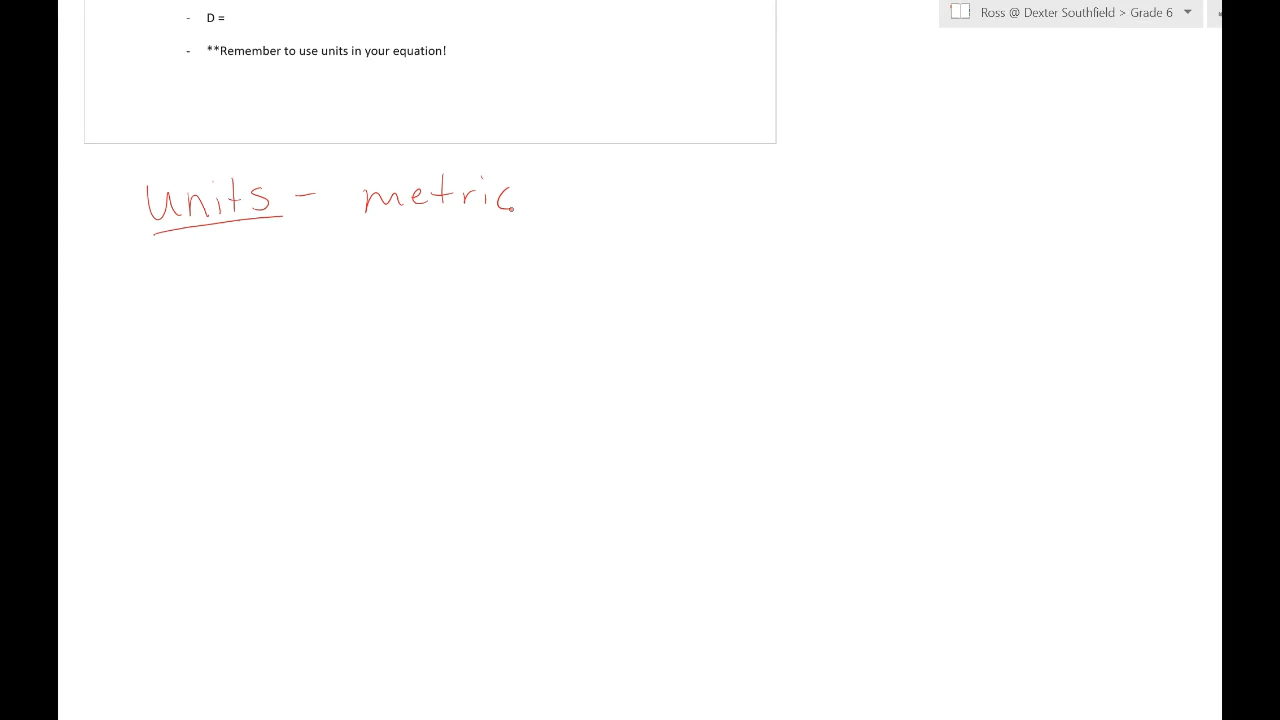 Ross @ Dexter Southfield > Grade 6
- D =
- **Remember to use units in your equation!
units - metric